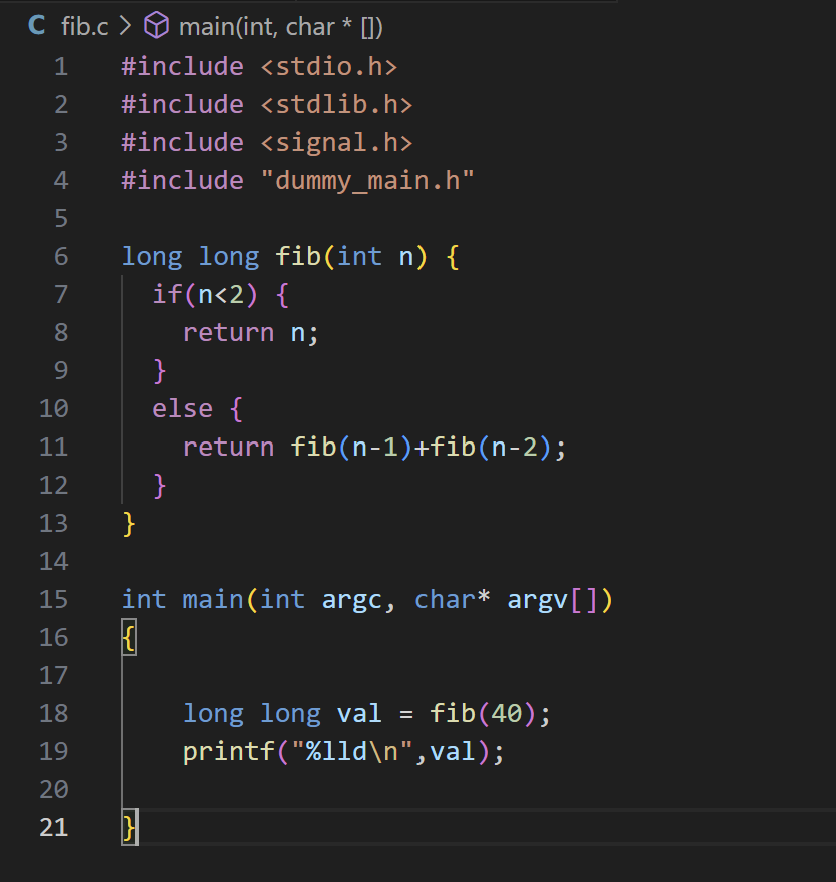 C fib.c > main(int, char * [])
1 #include <stdio.h>
2 #include <stdlib.h>
3 #include <signal.h>
4 #include "dummy_main.h"
5
6 long long fib(int n) {
7   if(n<2) {
8     return n;
9   }
10   else {
11     return fib(n-1)+fib(n-2);
12   }
13 }
14
15 int main(int argc, char* argv[])
16 {
17
18     long long val = fib(40);
19     printf("%lld\n",val);
20
21 }